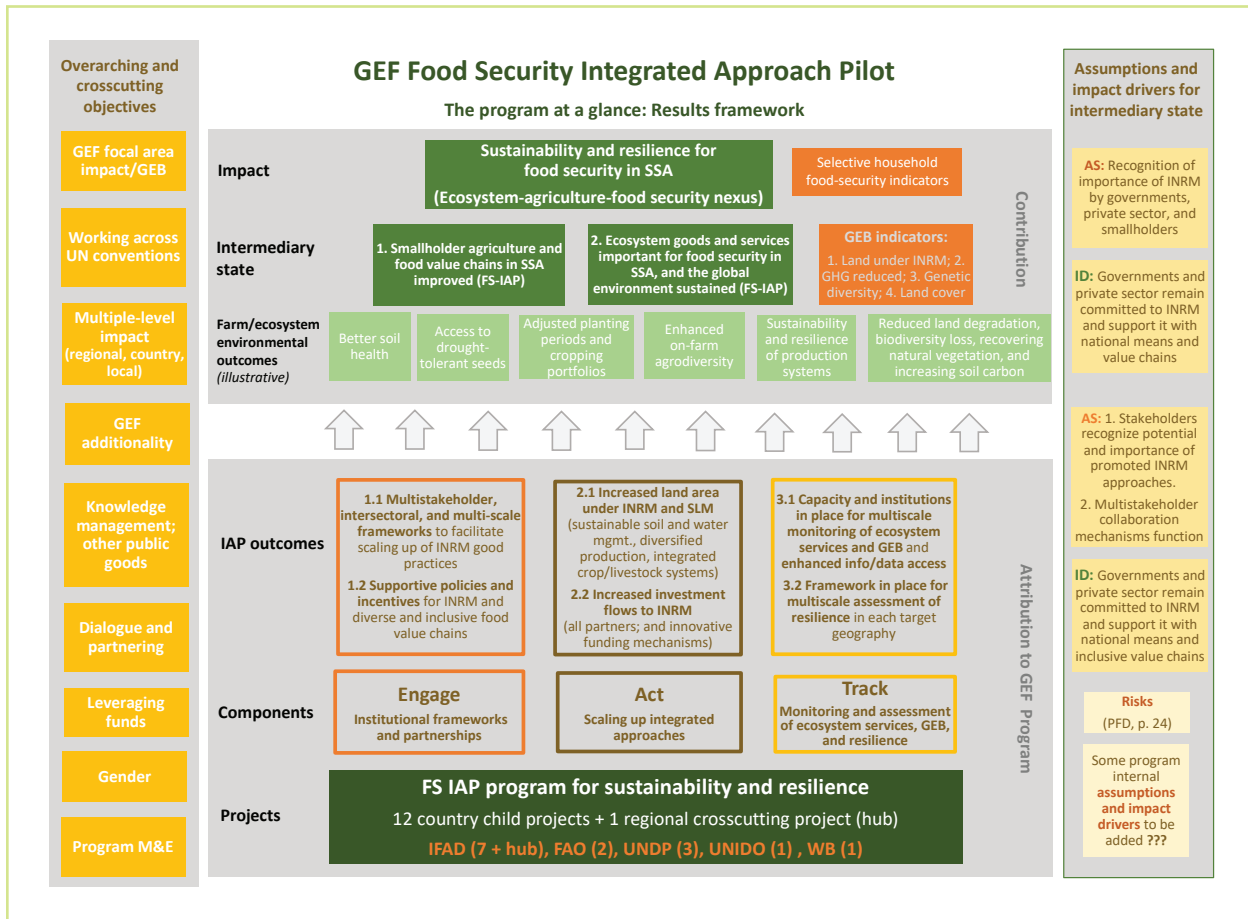 Overarching and
crosscutting
objectives
GEF focal area
impact/GEB
Working across
UN conventions
Multiple-level
impact
(regional, country,
local)
GEF
additionality
Knowledge
management;
other public
goods
Dialogue and
partnering
Leveraging
funds
Gender
Program M&E
GEF Food Security Integrated Approach Pilot
The program at a glance: Results framework
Impact
Sustainability and resilience for
food security in SSA
(Ecosystem-agriculture-food security nexus)
Selective household
food-security indicators
Intermediary
state
1. Smallholder agriculture and
food value chains in SSA
improved (FS-IAP)
2. Ecosystem goods and services
important for food security in
SSA, and the global
environment sustained (FS-IAP)
GEB indicators:
1. Land under INRM; 2.
GHG reduced; 3. Genetic
diversity; 4. Land cover
Farm/ecosystem
environmental
outcomes
(illustrative)
Better soil
health
Access to
drought-
tolerant seeds
Adjusted planting
periods and
cropping
portfolios
Enhanced
on-farm
agrodiversity
Sustainability
and resilience
of production
systems
Reduced land degradation,
biodiversity loss, recovering
natural vegetation, and
increasing soil carbon
Contribution
IAP outcomes
1.1 Multistakeholder,
intersectoral, and multi-scale
frameworks to facilitate
scaling up of INRM good
practices
1.2 Supportive policies and
incentives for INRM and
diverse and inclusive food
value chains
2.1 Increased land area
under INRM and SLM
(sustainable soil and water
mgmt., diversified
production, integrated
crop/livestock systems)
2.2 Increased investment
flows to INRM
(all partners; and innovative
funding mechanisms)
3.1 Capacity and institutions
in place for multiscale
monitoring of ecosystem
services and GEB and
enhanced info/data access
3.2 Framework in place for
multiscale assessment of
resilience in each target
geography
Components
Engage
Institutional frameworks
and partnerships
Act
Scaling up integrated
approaches
Track
Monitoring and assessment
of ecosystem services, GEB,
and resilience
Attribution to GEF Program
Projects
FS IAP program for sustainability and resilience
12 country child projects + 1 regional crosscutting project (hub)
IFAD (7 + hub), FAO (2), UNDP (3), UNIDO (1) , WB (1)
Assumptions and
impact drivers for
intermediary state
AS: Recognition of
importance of INRM
by governments,
private sector, and
smallholders
ID: Governments and
private sector remain
committed to INRM
and support it with
national means and
value chains
AS: 1. Stakeholders
recognize potential
and importance of
promoted INRM
approaches.
2. Multistakeholder
collaboration
mechanisms function
ID: Governments and
private sector remain
committed to INRM
and support it with
national means and
inclusive value chains
Risks
(PFD, p. 24)
Some program
internal
assumptions
and impact
drivers to be
added ???